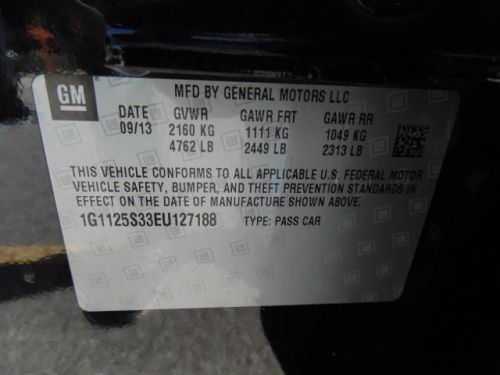 GM
MFD BY GENERAL MOTORS LLC
DATE GVWR GAWR FRT GAWR RR
09/13 2160 KG 1111 KG 1049 KG
4762 LB 2449 LB 2313 LB
THIS VEHICLE CONFORMS TO ALL APPLICABLE U.S. FEDERAL MOTOR
VEHICLE SAFETY, BUMPER, AND THEFT PREVENTION STANDARDS IN
EFFECT ON THE DATE OF MANUFACTURE SHOWN ABOVE.
1G1125S33EU127188 TYPE: PASS CAR